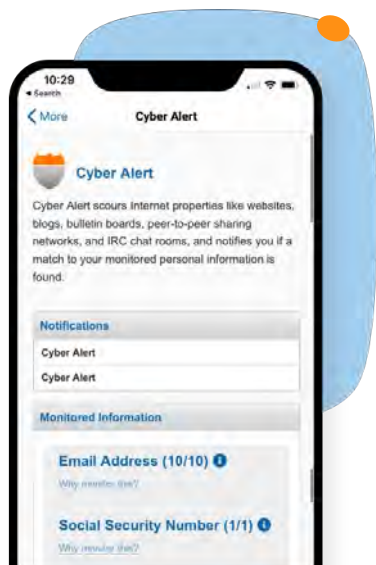 10:29
Search
More
Cyber Alert
Cyber Alert
Cyber Alert scours Internet properties like websites,
blogs, bulletin boards, peer-to-peer sharing
networks, and IRC chat rooms, and notifies you if a
match to your monitored personal information is
found.
Notifications
Cyber Alert
Cyber Alert
Monitored Information
Email Address (10/10)
Why monitor this?
Social Security Number (1/1)
Why monitor this?